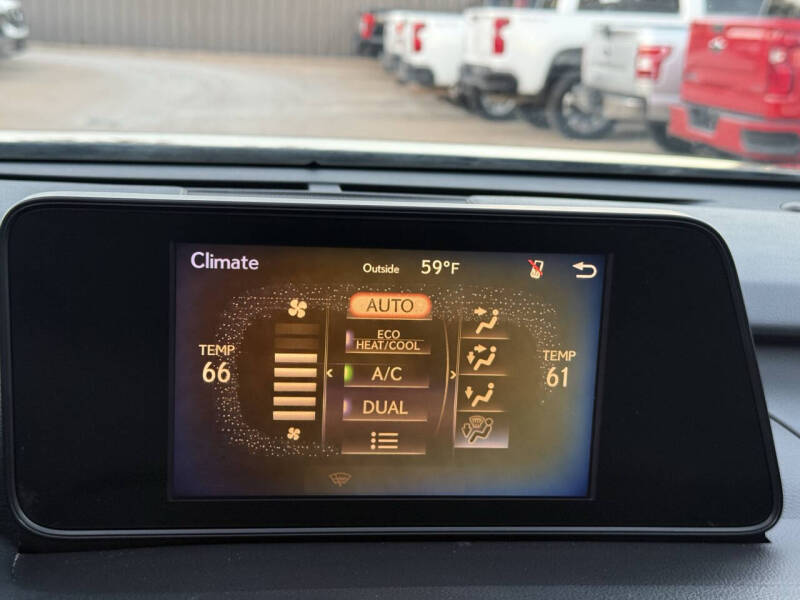 Climate
Outside 59°F
AUTO
ECO
HEAT/COOL
TEMP
66
A/C
TEMP
61
DUAL